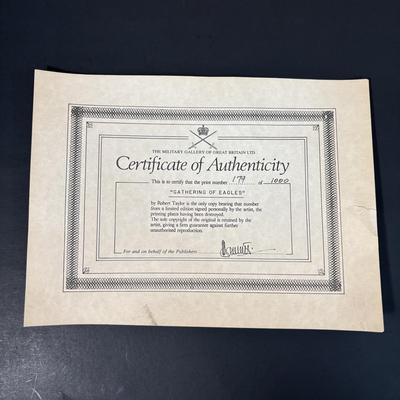 THE MILITARY GALLERY OF GREAT BRITAIN LTD.
Certificate of Authenticity
This is to certify that the print number 179 of 1000
"GATHERING OF EAGLES"
by Robert Taylor is the only copy bearing that number
from a limited edition signed personally by the artist, the
printing plates having been destroyed.
The sole copyright of the original is retained by the
artist, giving a firm guarantee against further
unauthorised reproduction.
For and on behalf of the Publishers